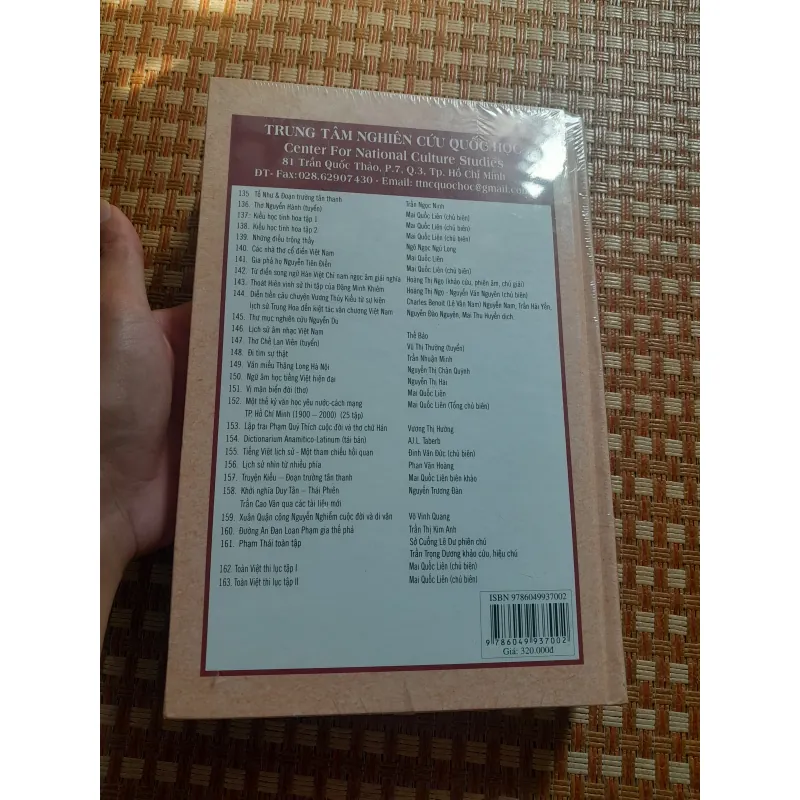 TRUNG TÂM NGHIÊN CỨU QUỐC HỌC
Center For National Culture Studies
81 Trần Quốc Thảo, P.7, Q.3, Tp. Hồ Chí Minh
ĐT- Fax:028.62907430 - Email: ttncquochoc@gmail.com
135. Tố Như & Đoạn trường tân thanh Trần Ngọc Ninh
136. Thơ Nguyễn Hành (tuyển) Mai Quốc Liên (chủ biên)
137. Kiều học tinh hoa tập 1 Mai Quốc Liên (chủ biên)
138. Kiều học tinh hoa tập 2 Mai Quốc Liên (chủ biên)
139. Những điều trông thấy Ngô Ngọc Ngũ Long
140. Các nhà thơ cổ điển Việt Nam Mai Quốc Liên
141. Gia phả họ Nguyễn Tiên Điền Mai Quốc Liên (chủ biên)
142. Từ điển song ngữ Hán Việt Chỉ nam ngọc âm giải nghĩa Hoàng Thị Ngọ (khảo cứu, phiên âm, chú giải)
143. Thoát Hiên vịnh sử thi tập của Đặng Minh Khiêm Hoàng Thị Ngọ - Nguyễn Văn Nguyên (chủ biên)
144. Diễn tiến câu chuyện Vương Thúy Kiều từ sự kiện Charles Benoit (Lê Vân Nam) Nguyễn Nam, Trần Hải Yến,
lịch sử Trung Hoa đến kiệt tác văn chương Việt Nam Nguyễn Đào Nguyên, Mai Thu Huyền dịch.
145. Thư mục nghiên cứu Nguyễn Du
146. Lịch sử âm nhạc Việt Nam Thế Bảo
147. Thơ Chế Lan Viên (tuyển) Vũ Thị Thường (tuyển)
148. Đi tìm sự thật Trần Nhuận Minh
149. Văn miếu Thăng Long Hà Nội Nguyễn Thị Chân Quỳnh
150. Ngữ âm học tiếng Việt hiện đại Nguyễn Thị Hai
151. Vị mặn biển đời (thơ) Mai Quốc Liên
152. Một thế kỷ văn học yêu nước-cách mạng Mai Quốc Liên (Tổng chủ biên)
TP. Hồ Chí Minh (1900 – 2000) (25 tập)
153. Lập trai Phạm Quý Thích cuộc đời và thơ chữ Hán Vương Thị Hường
154. Dictionarium Anamitico-Latinum (tái bản) AJ.L. Taberb
155. Tiếng Việt lịch sử - Một tham chiếu hồi quan Đinh Văn Đức (chủ biên)
156. Lịch sử nhìn từ nhiều phía Phan Văn Hoàng
157. Truyện Kiều – Đoạn trường tân thanh Mai Quốc Liên biên khảo
158. Khởi nghĩa Duy Tân – Thái Phiên Nguyễn Trương Đàn
Trần Cao Vân qua các tài liệu mới
159. Xuân Quận công Nguyễn Nghiễm cuộc đời và di văn Võ Vinh Quang
160. Đường An Đan Loan Phạm gia thế phả Trần Thị Kim Anh
161. Phạm Thái toàn tập Sở Cuồng Lê Dư phiên chú
Trần Trọng Dương khảo cứu, hiệu chú
162. Toàn Việt thi lục tập I Mai Quốc Liên (chủ biên)
163. Toàn Việt thi lục tập II Mai Quốc Liên (chủ biên)
ISBN 9786049937002
9 786049 937002
Giá: 320.000đ